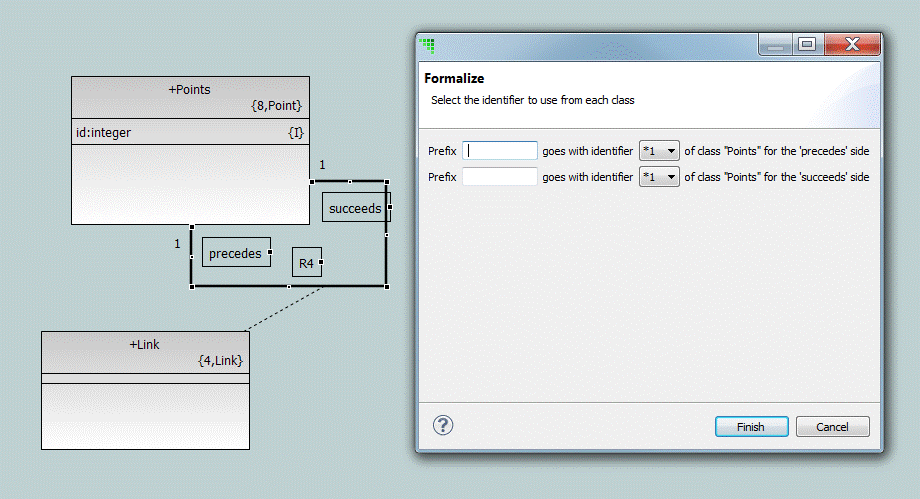 +Points
{8,Point}
id:integer {I}
1
succeeds
1
precedes
R4
+Link
{4,Link}
Formalize
Select the identifier to use from each class
Prefix goes with identifier *1 of class "Points" for the 'precedes' side
Prefix goes with identifier *1 of class "Points" for the 'succeeds' side
?
Finish Cancel